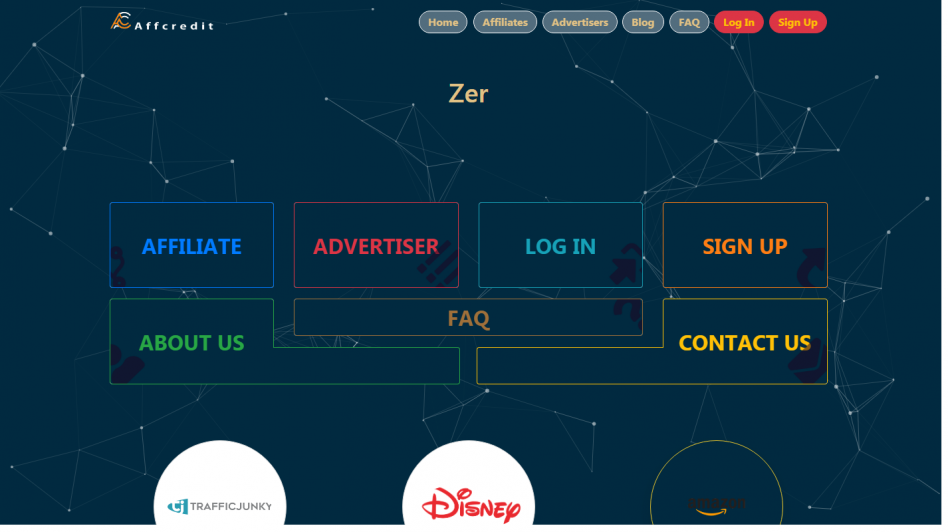 Affcredit
Home Affiliates Advertisers Blog FAQ Log In Sign Up
Zer
AFFILIATE ADVERTISER LOG IN SIGN UP
FAQ
ABOUT US CONTACT US
TRAFFICJUNKY DISNEY amazon